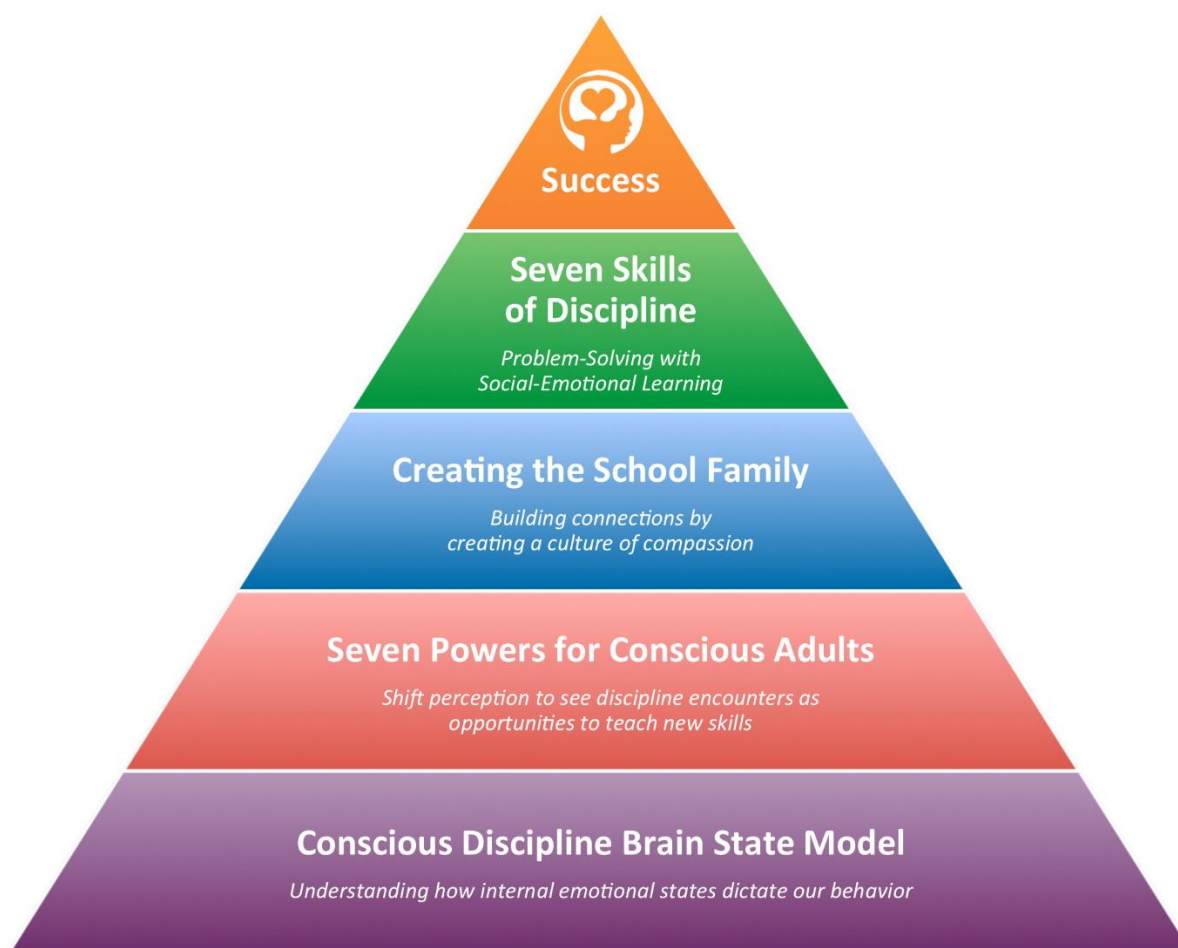 Success
Seven Skills
of Discipline
Problem-Solving with
Social-Emotional Learning
Creating the School Family
Building connections by
creating a culture of compassion
Seven Powers for Conscious Adults
Shift perception to see discipline encounters as
opportunities to teach new skills
Conscious Discipline Brain State Model
Understanding how internal emotional states dictate our behavior